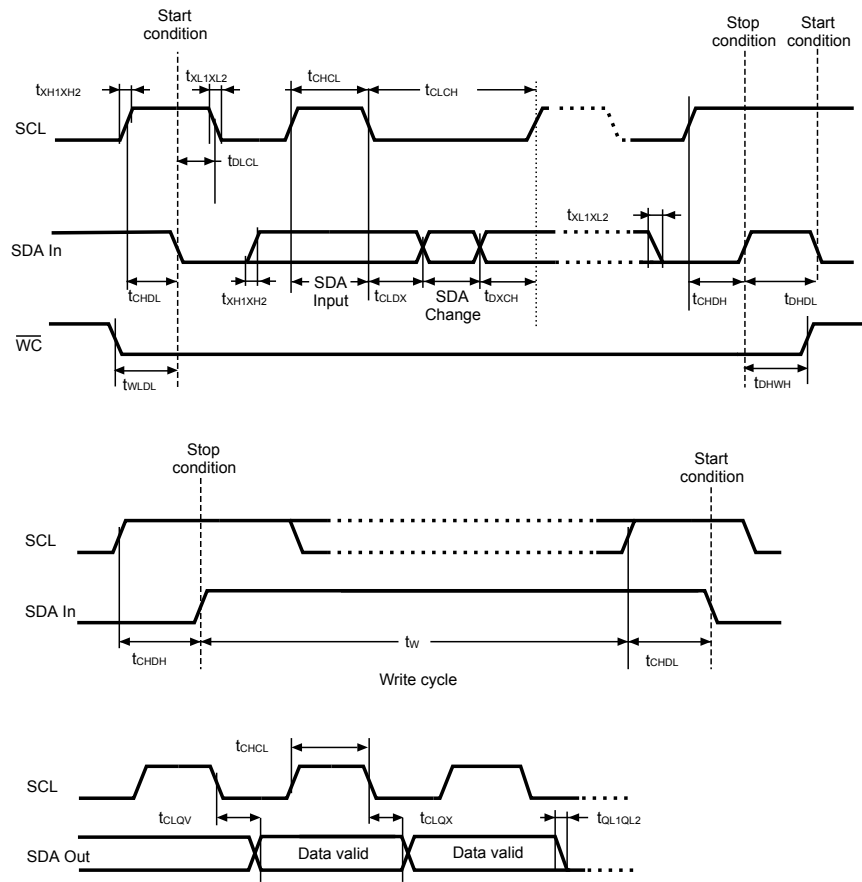 Start
condition
Stop
condition
Start
condition
tXH1XH2
tXL1XL2
tCHCL
tCLCH
SCL
tDLCL
tXL1XL2
SDA In
tCHDL
tXH1XH2
SDA
Input
tCLDX
SDA
Change
tDXCH
tCHDH
tDHDL
WC
tWLDL
tDHWH
Stop
condition
Start
condition
SCL
SDA In
tCHDH
tW
tCHDL
Write cycle
tCHCL
SCL
tCLQV
tCLQX
tQL1QL2
SDA Out
Data valid
Data valid